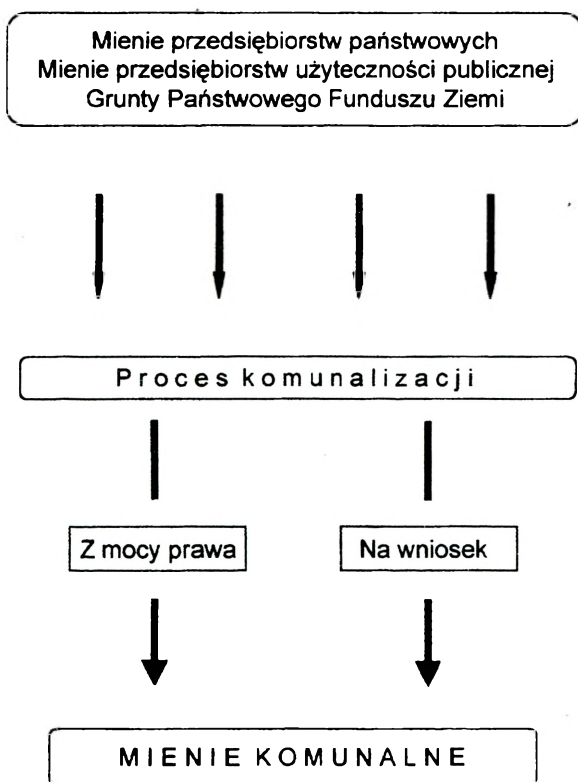 Mienie przedsiębiorstw państwowych
Mienie przedsiębiorstw użyteczności publicznej
Grunty Państwowego Funduszu Ziemi
Proces komunalizacji
Z mocy prawa
Na wniosek
MIENIE KOMUNALNE